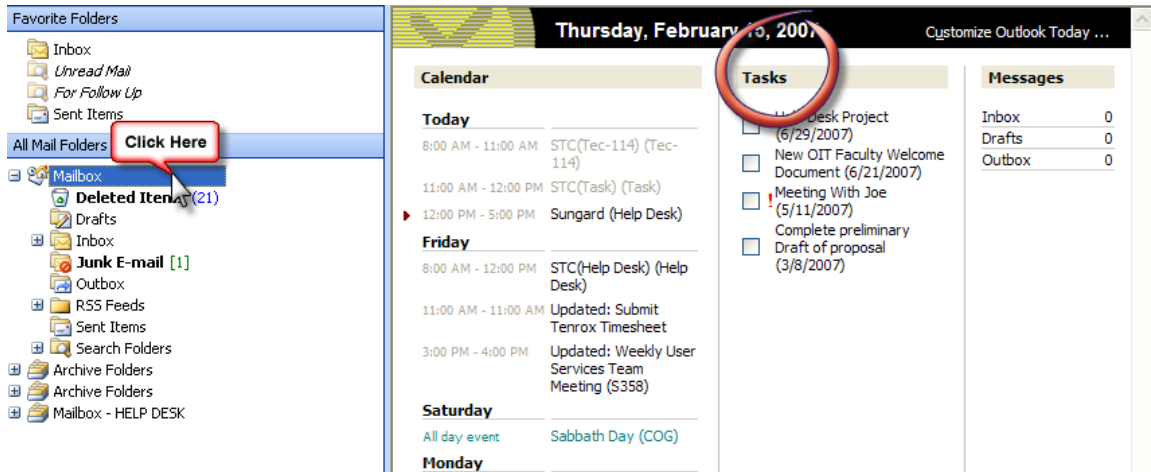 Favorite Folders
Inbox
Unread Mail
For Follow Up
Sent Items
All Mail Folders
Click Here
Mailbox
Deleted Items (21)
Drafts
Inbox
Junk E-mail [1]
Outbox
RSS Feeds
Sent Items
Search Folders
Archive Folders
Archive Folders
Mailbox - HELP DESK
Thursday, February 15, 2007
Customize Outlook Today ...
Calendar
Today
8:00 AM - 11:00 AM STC(Tec-114) (Tec-
114)
11:00 AM - 12:00 PM STC(Task) (Task)
12:00 PM - 5:00 PM Sungard (Help Desk)
Friday
8:00 AM - 12:00 PM STC(Help Desk) (Help
Desk)
11:00 AM - 11:00 AM Updated: Submit
Tenrox Timesheet
3:00 PM - 4:00 PM Updated: Weekly User
Services Team
Meeting (S358)
Saturday
All day event Sabbath Day (COG)
Monday
Tasks
Help Desk Project
(6/29/2007)
New OIT Faculty Welcome
Document (6/21/2007)
! Meeting With Joe
(5/11/2007)
Complete preliminary
Draft of proposal
(3/8/2007)
Messages
Inbox 0
Drafts 0
Outbox 0